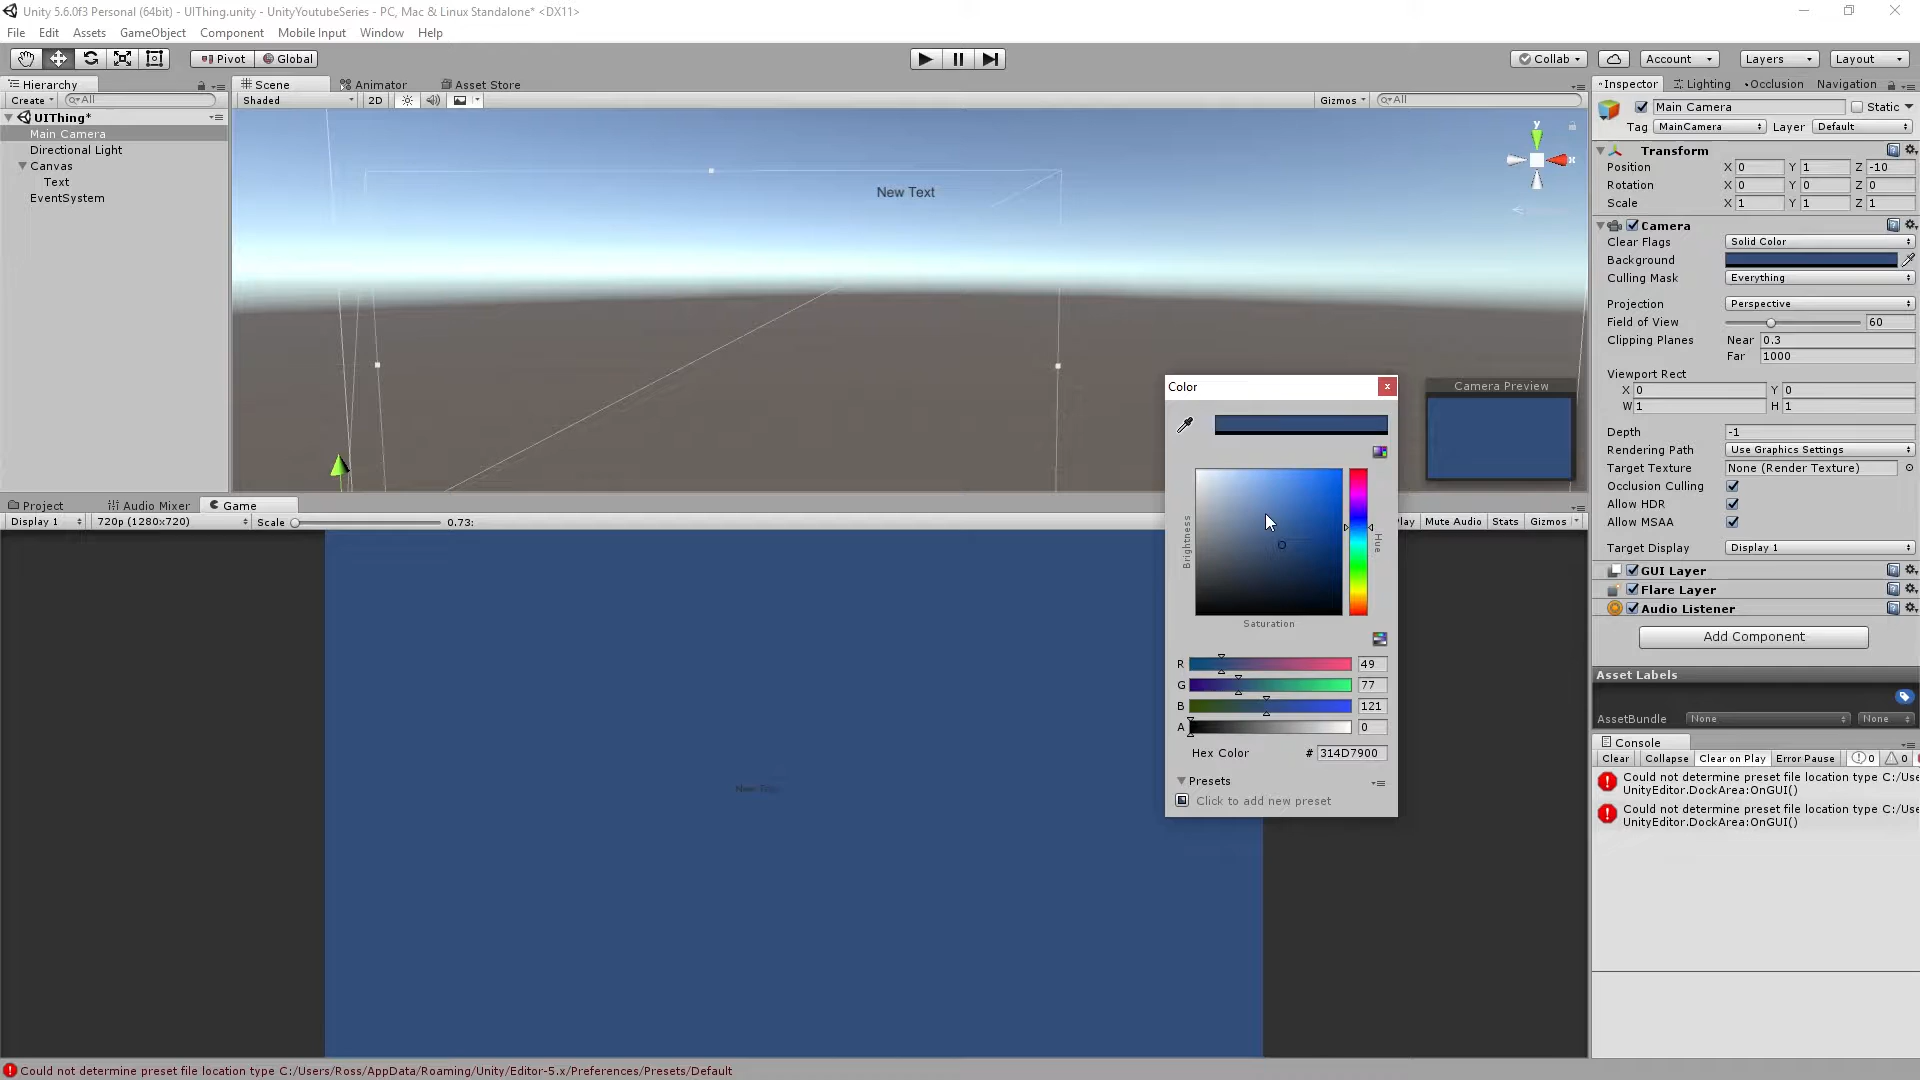 Unity 5.6.0f3 Personal (64bit) - UIThing.unity - UnityYoutubeSeries - PC, Mac & Linux Standalone* <DX11>
File Edit Assets GameObject Component Mobile Input Window Help
Pivot Global Collab Account Layers Layout
Hierarchy
Create All
UIThing*
Main Camera
Directional Light
Canvas
Text
EventSystem
Scene Animator Asset Store
Shaded 2D Gizmos All
y
x
New Text
Camera Preview
Project Audio Mixer Game
Display 1 720p (1280x720) Scale 0.73: Mute Audio Stats Gizmos
Color
Brightness
Hue
Saturation
R 49
G 77
B 121
A 0
Hex Color # 314D7900
Presets
Click to add new preset
Inspector Lighting Occlusion Navigation
Main Camera Static
Tag MainCamera Layer Default
Transform
Position X 0 Y 1 Z -10
Rotation X 0 Y 0 Z 0
Scale X 1 Y 1 Z 1
Camera
Clear Flags Solid Color
Background
Culling Mask Everything
Projection Perspective
Field of View 60
Clipping Planes Near 0.3
Far 1000
Viewport Rect
X 0 Y 0
W 1 H 1
Depth -1
Rendering Path Use Graphics Settings
Target Texture None (Render Texture)
Occlusion Culling
Allow HDR
Allow MSAA
Target Display Display 1
GUI Layer
Flare Layer
Audio Listener
Add Component
Asset Labels
AssetBundle None None
Console
Clear Collapse Clear on Play Error Pause 0 0
Could not determine preset file location type C:/Use
UnityEditor.DockArea:OnGUI()
Could not determine preset file location type C:/Use
UnityEditor.DockArea:OnGUI()
Could not determine preset file location type C:/Users/Ross/AppData/Roaming/Unity/Editor-5.x/Preferences/Presets/Default